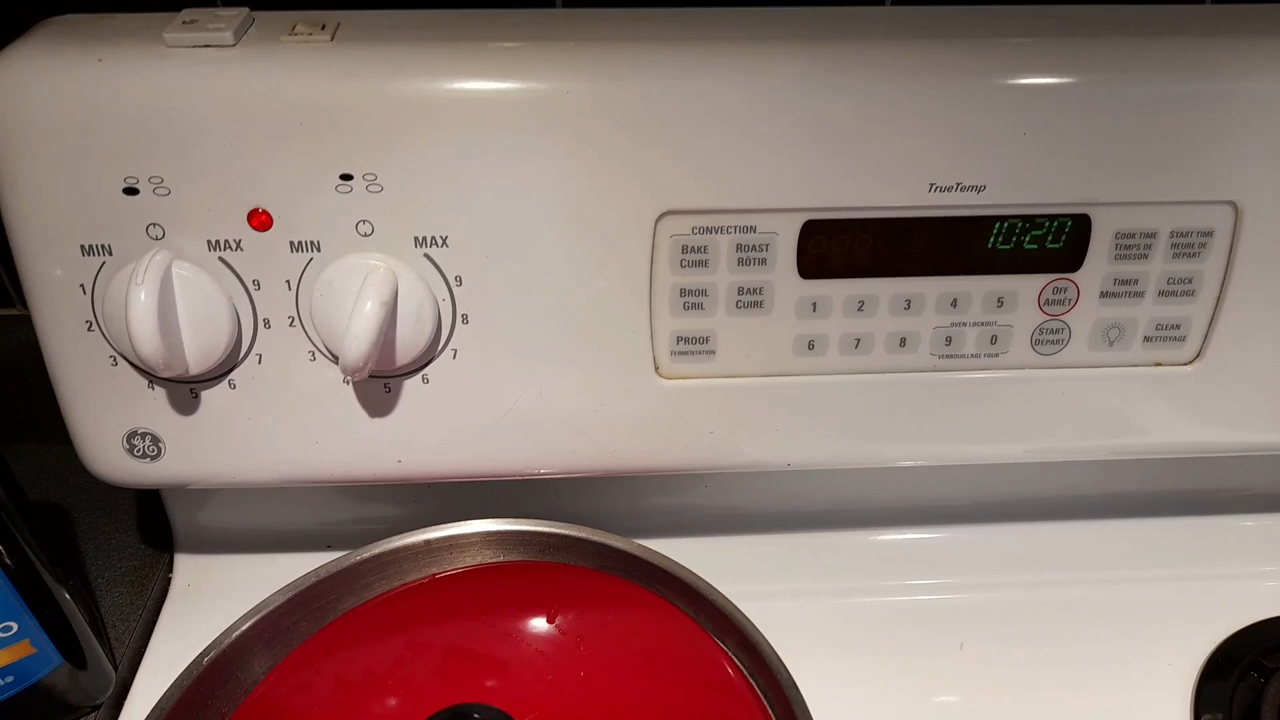 TrueTemp
MIN
MAX
1
2
3
4
5
6
7
8
9
MIN
MAX
1
2
3
4
5
6
7
8
9
GE
CONVECTION
BAKE
CUIRE
ROAST
RÔTIR
BROIL
GRIL
BAKE
CUIRE
PROOF
FERMENTATION
10:20
1 2 3 4 5
6 7 8 9 0
OVEN LOCKOUT
VERROUILLAGE FOUR
OFF
ARRÊT
START
DÉPART
COOK TIME
TEMPS DE
CUISSON
START TIME
HEURE DE
DÉPART
TIMER
MINUTERIE
CLOCK
HORLOGE
CLEAN
NETTOYAGE